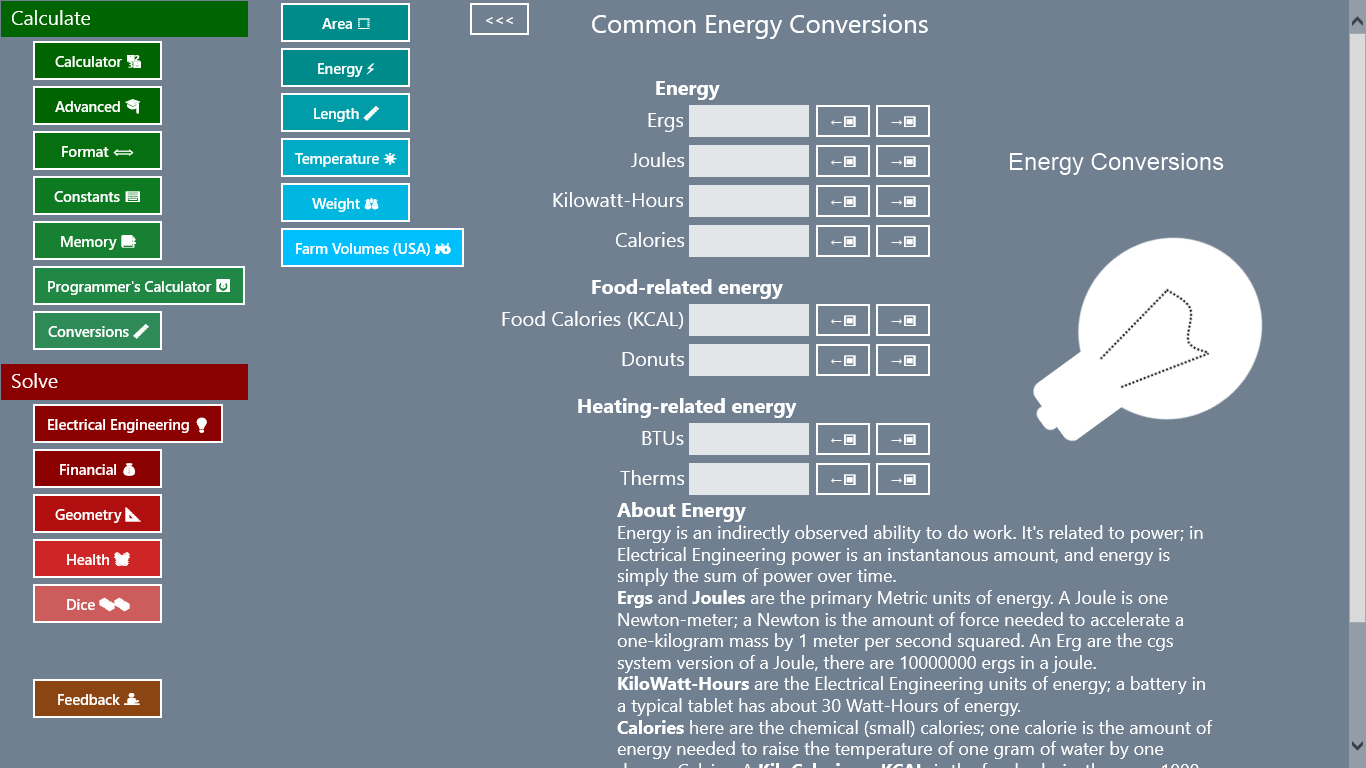 Calculate
Calculator
Advanced
Format
Constants
Memory
Programmer's Calculator
Conversions
Solve
Electrical Engineering
Financial
Geometry
Health
Dice
Feedback
Area
Energy
Length
Temperature
Weight
Farm Volumes (USA)
<<<
Common Energy Conversions
Energy
Ergs
Joules
Kilowatt-Hours
Calories
Food-related energy
Food Calories (KCAL)
Donuts
Heating-related energy
BTUs
Therms
Energy Conversions
About Energy
Energy is an indirectly observed ability to do work. It's related to power; in
Electrical Engineering power is an instantanous amount, and energy is
simply the sum of power over time.
Ergs and Joules are the primary Metric units of energy. A Joule is one
Newton-meter; a Newton is the amount of force needed to accelerate a
one-kilogram mass by 1 meter per second squared. An Erg are the cgs
system version of a Joule, there are 10000000 ergs in a joule.
KiloWatt-Hours are the Electrical Engineering units of energy; a battery in
a typical tablet has about 30 Watt-Hours of energy.
Calories here are the chemical (small) calories; one calorie is the amount of
energy needed to raise the temperature of one gram of water by one